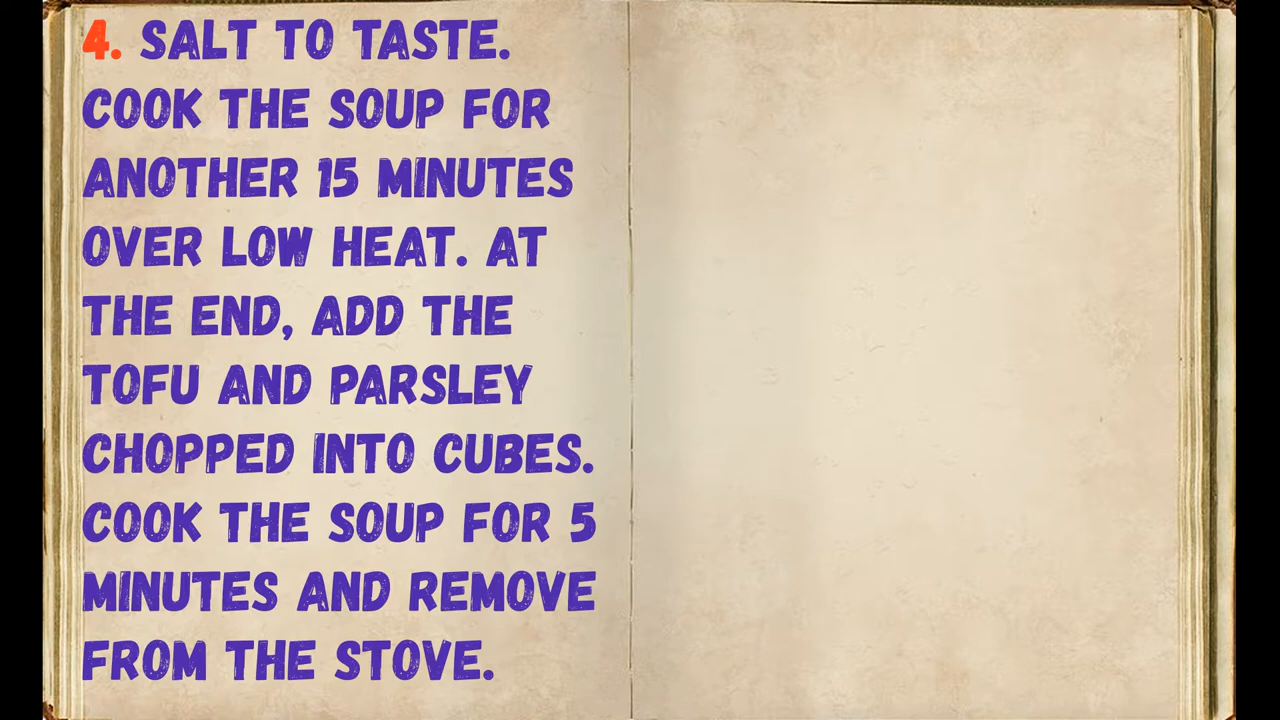 4. SALT TO TASTE.
COOK THE SOUP FOR
ANOTHER 15 MINUTES
OVER LOW HEAT. AT
THE END, ADD THE
TOFU AND PARSLEY
CHOPPED INTO CUBES.
COOK THE SOUP FOR 5
MINUTES AND REMOVE
FROM THE STOVE.